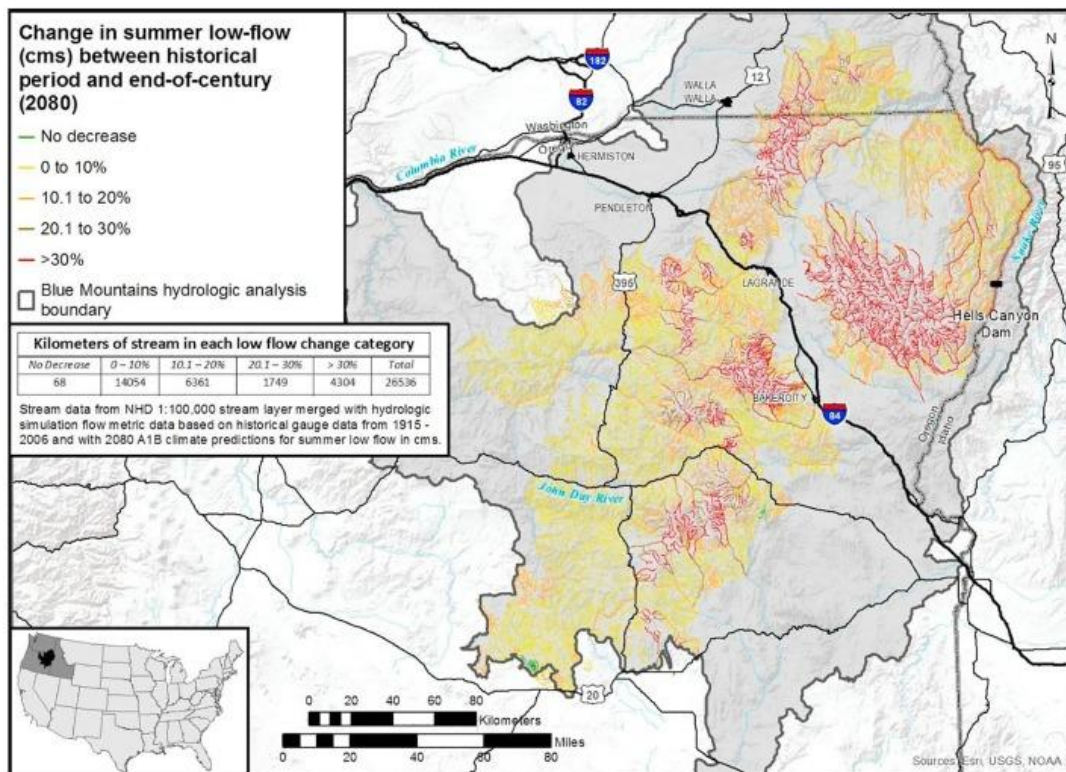 Change in summer low-flow
(cms) between historical
period and end-of-century
(2080)
No decrease
0 to 10%
10.1 to 20%
20.1 to 30%
>30%
Blue Mountains hydrologic analysis
boundary
Kilometers of stream in each low flow change category
No Decrease 0 – 10% 10.1 – 20% 20.1 – 30% > 30% Total
68 14054 6361 1749 4304 26536
Stream data from NHD 1:100,000 stream layer merged with hydrologic
simulation flow metric data based on historical gauge data from 1915 -
2006 and with 2080 A1B climate predictions for summer low flow in cms.
N
182
82
12
WALLA
WALLA
Washington
Oregon
HERMISTON
Columbia River
PENDLETON
95
Snake River
395
LAGRANDE
Hells Canyon
Dam
BAKERCITY
84
Oregon
Idaho
John Day River
20
0 20 40 60 80
Kilometers
0 20 40 60 80
Miles
Sources: Esri, USGS, NOAA